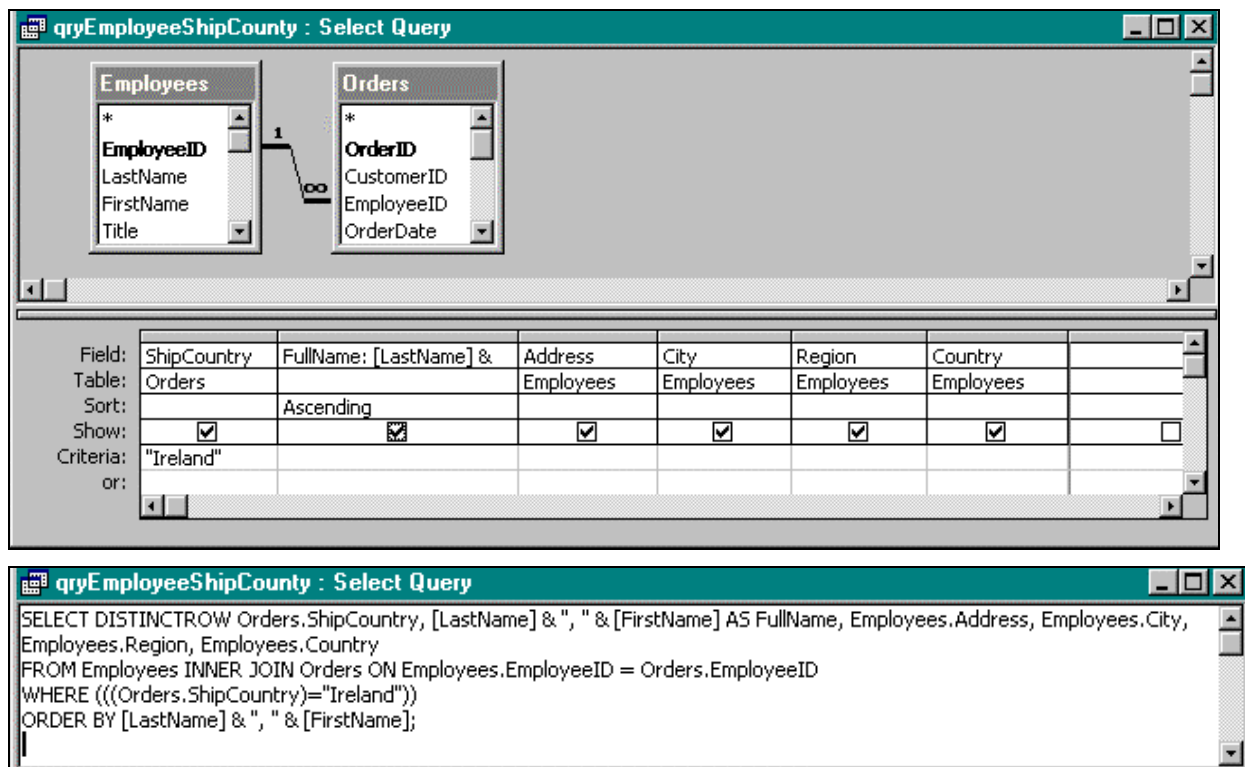 qryEmployeeShipCounty : Select Query
Employees
*
EmployeeID
LastName
FirstName
Title
1
∞
Orders
*
OrderID
CustomerID
EmployeeID
OrderDate
Field: ShipCountry FullName: [LastName] & Address City Region Country
Table: Orders Employees Employees Employees Employees
Sort: Ascending
Show:
Criteria: "Ireland"
or:
qryEmployeeShipCounty : Select Query
SELECT DISTINCTROW Orders.ShipCountry, [LastName] & ", " & [FirstName] AS FullName, Employees.Address, Employees.City,
Employees.Region, Employees.Country
FROM Employees INNER JOIN Orders ON Employees.EmployeeID = Orders.EmployeeID
WHERE (((Orders.ShipCountry)="Ireland"))
ORDER BY [LastName] & ", " & [FirstName];